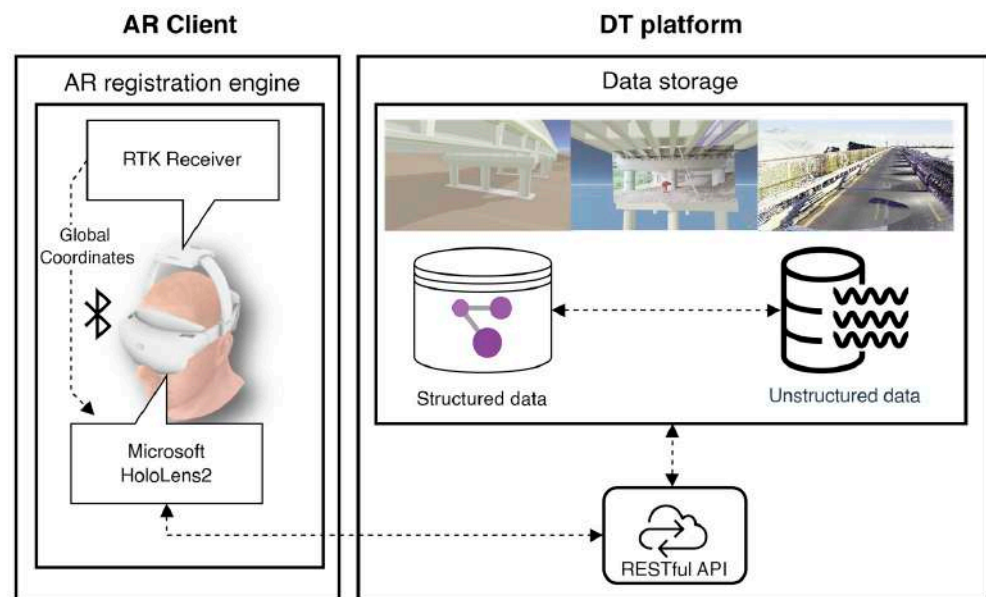 AR Client
DT platform
AR registration engine
Data storage
RTK Receiver
Global
Coordinates
Structured data
Unstructured data
Microsoft
HoloLens2
RESTful API